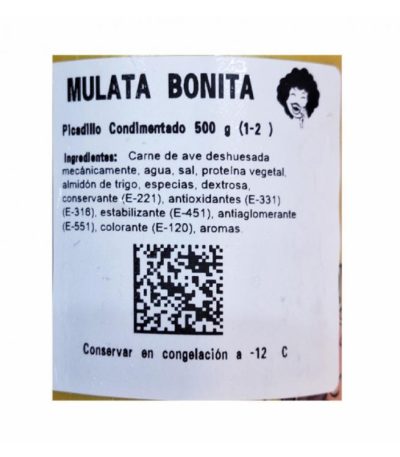 MULATA BONITA
Picadillo Condimentado 500 g (1-2 )
Ingredientes: Carne de ave deshuesada
mecánicamente, agua, sal, proteína vegetal,
almidón de trigo, especias, dextrosa,
conservante (E-221), antioxidantes (E-331)
(E-316), estabilizante (E-451), antiaglomerante
(E-551), colorante (E-120), aromas.
Conservar en congelación a -12 C